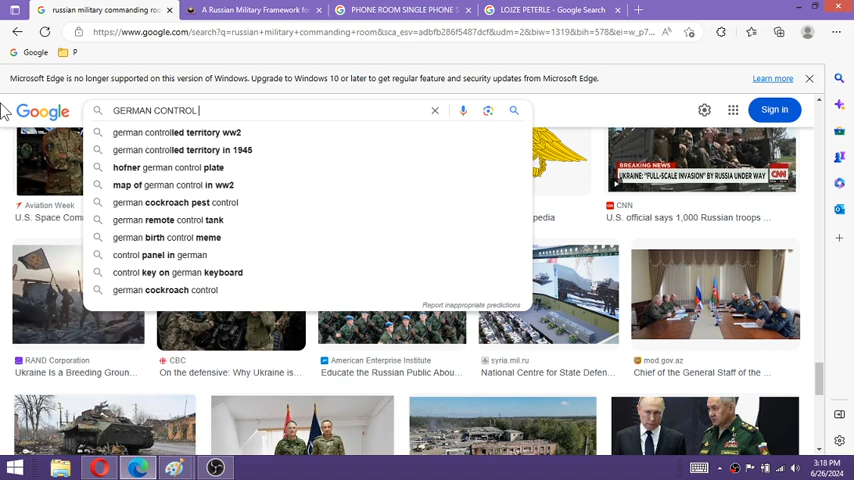 russian military commanding roo
A Russian Military Framework fo
PHONE ROOM SINGLE PHONE S
LOJZE PETERLE - Google Search
https://www.google.com/search?q=russian+military+commanding+room&sca_esv=adbfb286f5487dcf&udm=2&biw=1319&bih=578&ei=w_p7...
Google
P
Microsoft Edge is no longer supported on this version of Windows. Upgrade to Windows 10 or later to get regular feature and security updates from Microsoft Edge.
Learn more
Google
GERMAN CONTROL
Sign in
german controlled territory ww2
german controlled territory in 1945
hofner german control plate
map of german control in ww2
german cockroach pest control
german remote control tank
german birth control meme
control panel in german
control key on german keyboard
german cockroach control
Report inappropriate predictions
BREAKING NEWS
UKRAINE: "FULL-SCALE INVASION" BY RUSSIA UNDER WAY
CNN
Aviation Week
U.S. Space Com
pedia
CNN
U.S. official says 1,000 Russian troops ...
RAND Corporation
Ukraine Is a Breeding Groun...
CBC
On the defensive: Why Ukraine is...
American Enterprise Institute
Educate the Russian Public Abou...
syria.mil.ru
National Centre for State Defen...
mod.gov.az
Chief of the General Staff of the ...
3:18 PM
6/26/2024